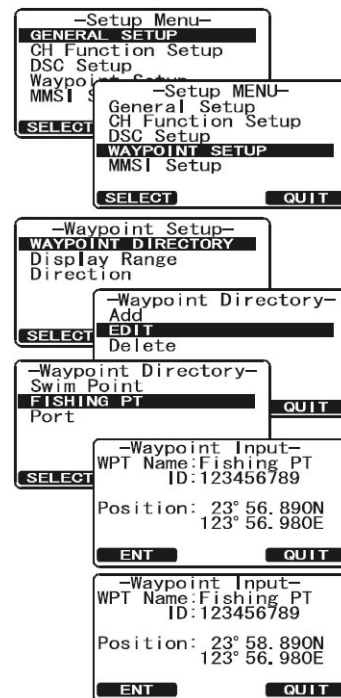 –Setup Menu–
GENERAL SETUP
CH Function Setup
DSC Setup
Waypoint Setup
MMSI S
SELECT
–Setup MENU–
General Setup
CH Function Setup
DSC Setup
WAYPOINT SETUP
MMSI Setup
SELECT QUIT
–Waypoint Setup–
WAYPOINT DIRECTORY
Display Range
Direction
SELECT
–Waypoint Directory–
Add
EDIT
Delete
QUIT
–Waypoint Directory–
Swim Point
FISHING PT
Port
SELECT
–Waypoint Input–
WPT Name:Fishing PT
ID:123456789
Position: 23° 56.890N
123° 56.980E
ENT QUIT
–Waypoint Input–
WPT Name:Fishing PT
ID:123456789
Position: 23° 58.890N
123° 56.980E
ENT QUIT